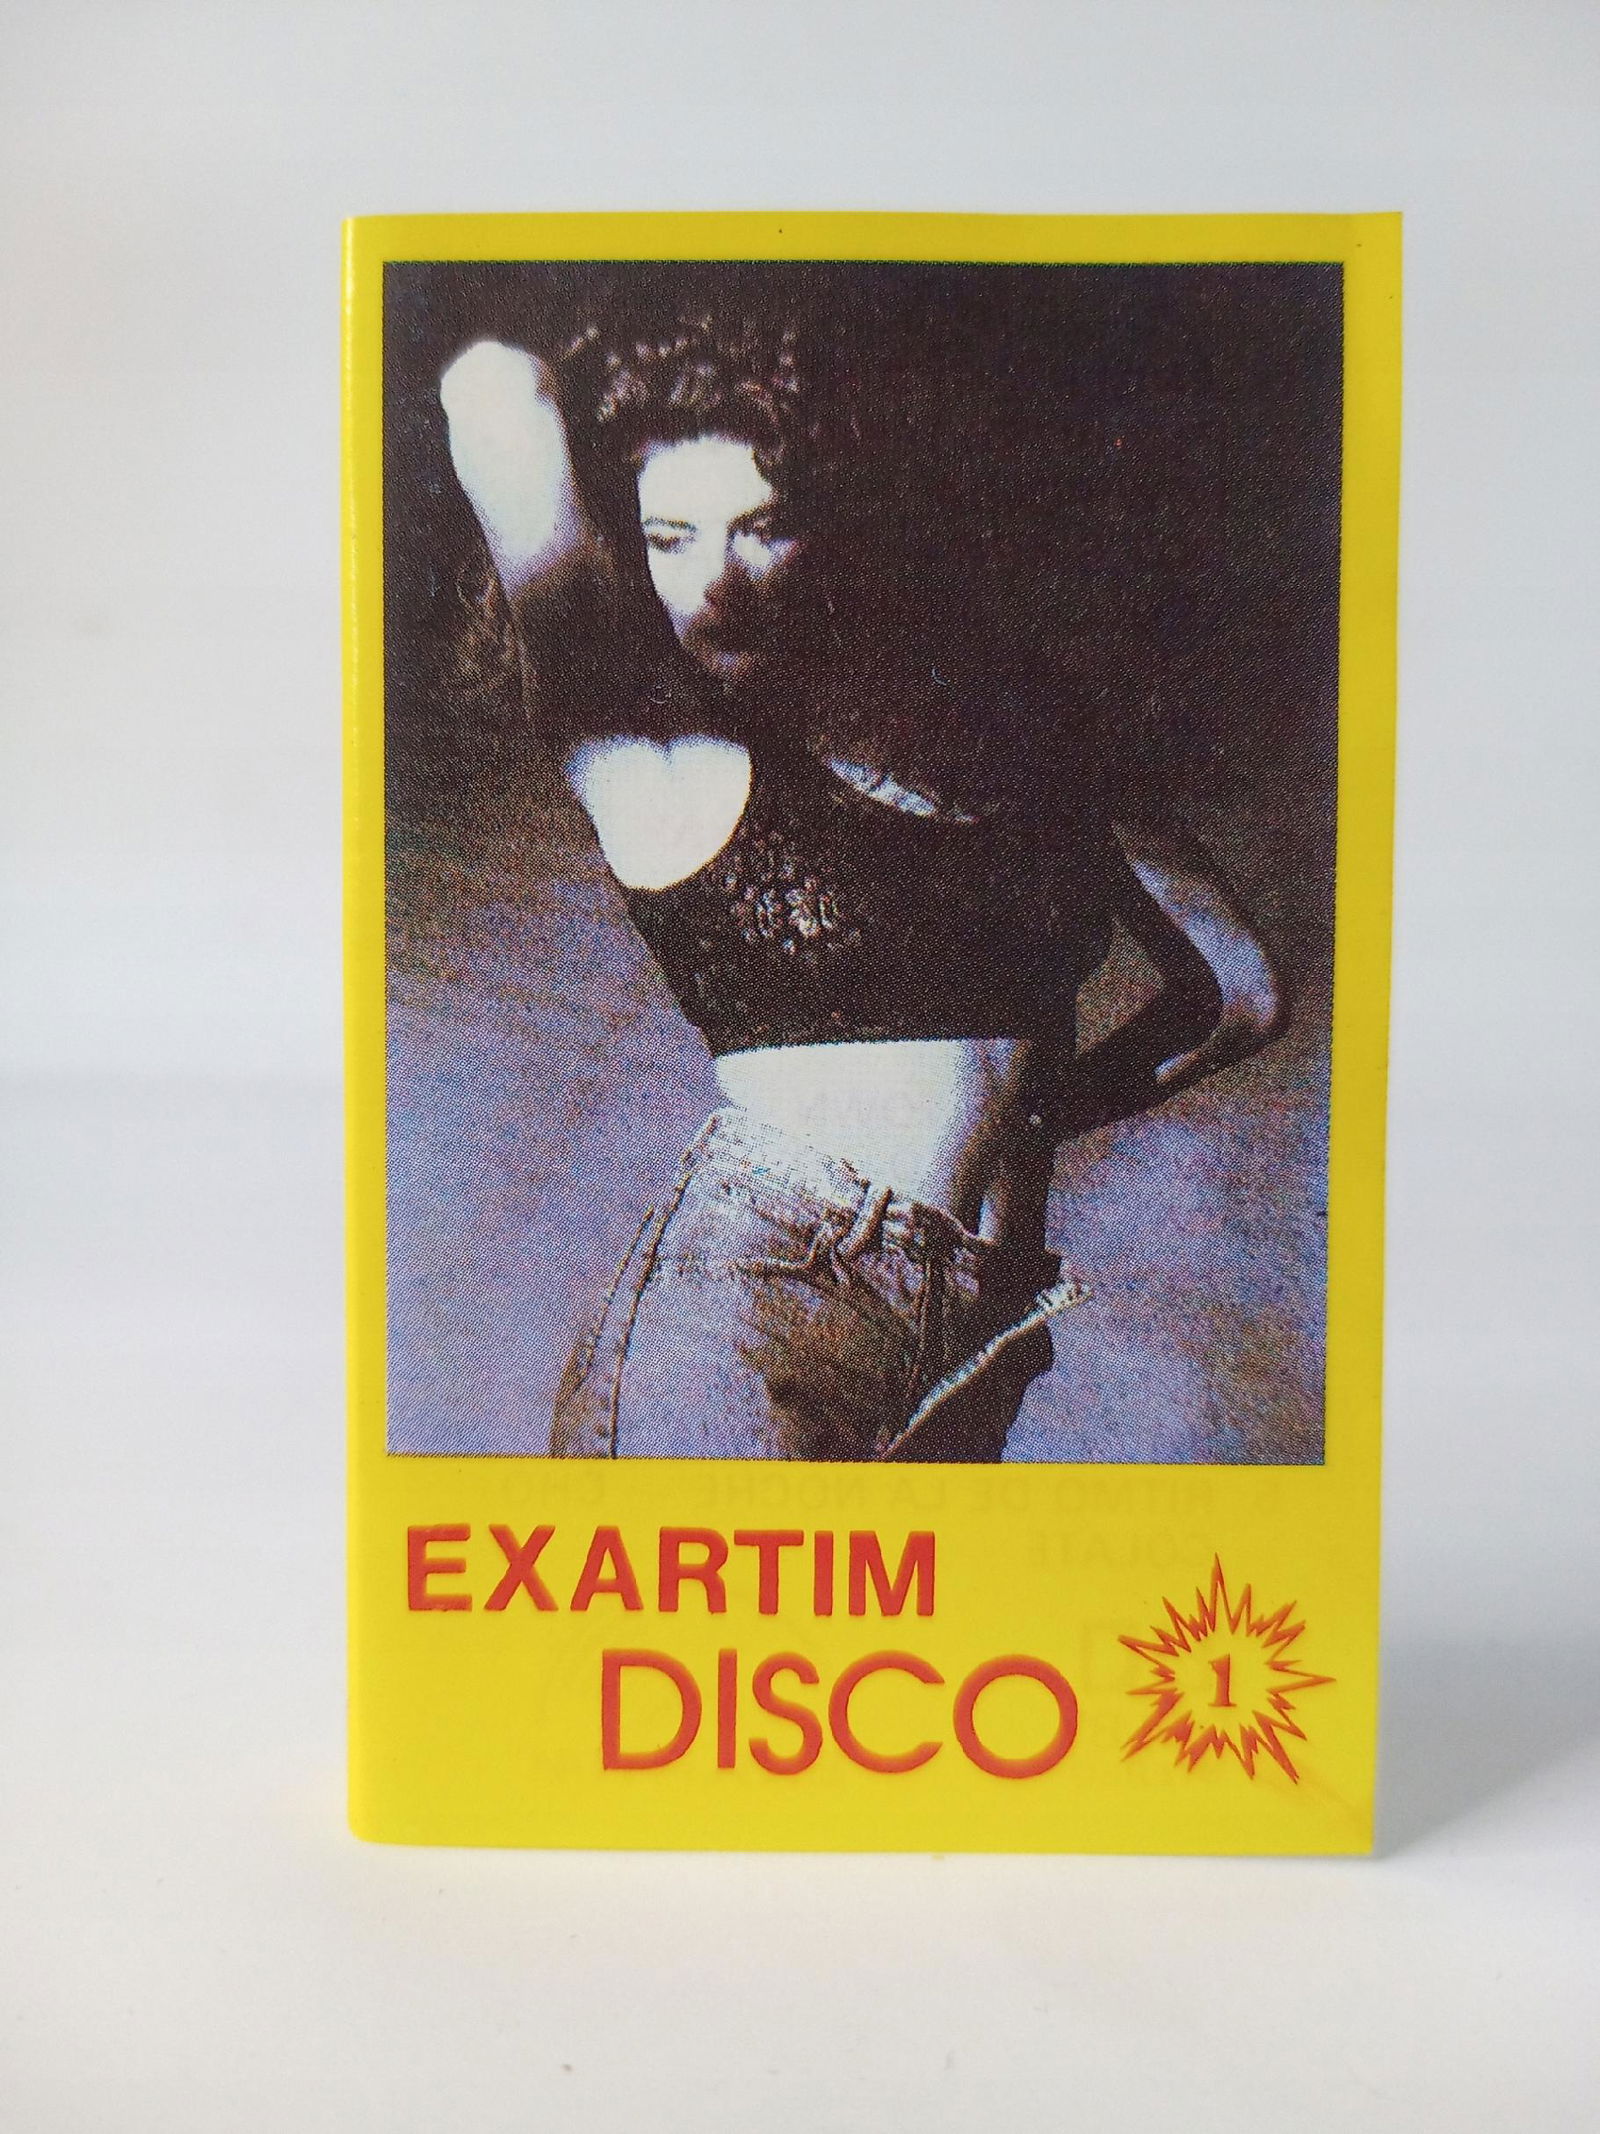 EXARTIM
DISCO
1